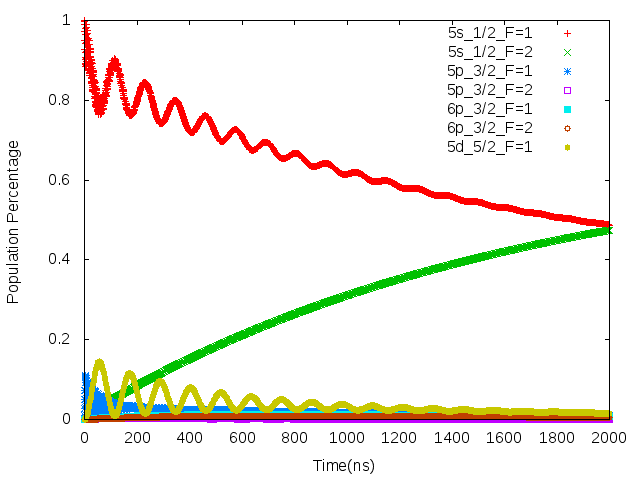 1
0.8
0.6
0.4
0.2
0
0 200 400 600 800 1000 1200 1400 1600 1800 2000
Population Percentage
Time(ns)
5s_1/2_F=1
5s_1/2_F=2
5p_3/2_F=1
5p_3/2_F=2
6p_3/2_F=1
6p_3/2_F=2
5d_5/2_F=1